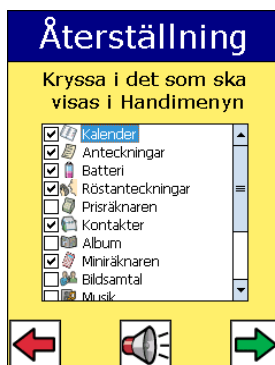 Återställning
Kryssa i det som ska
visas i Handimenyn
Kalender
Anteckningar
Batteri
Röstanteckningar
Prisräknaren
Kontakter
Album
Miniräknaren
Bildsamtal
Musik